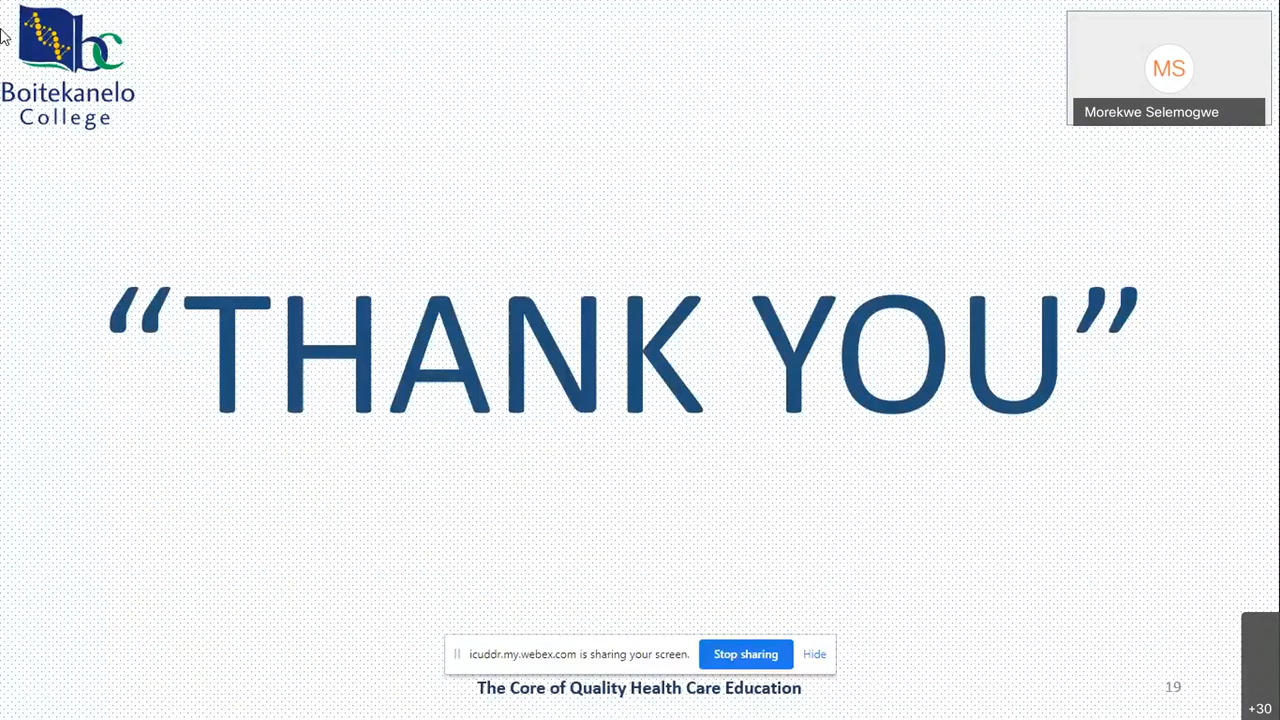 bc
Boitekanelo
College
MS
Morekwe Selemogwe
“THANK YOU”
icuddr.my.webex.com is sharing your screen.
Stop sharing
Hide
The Core of Quality Health Care Education
19
+30